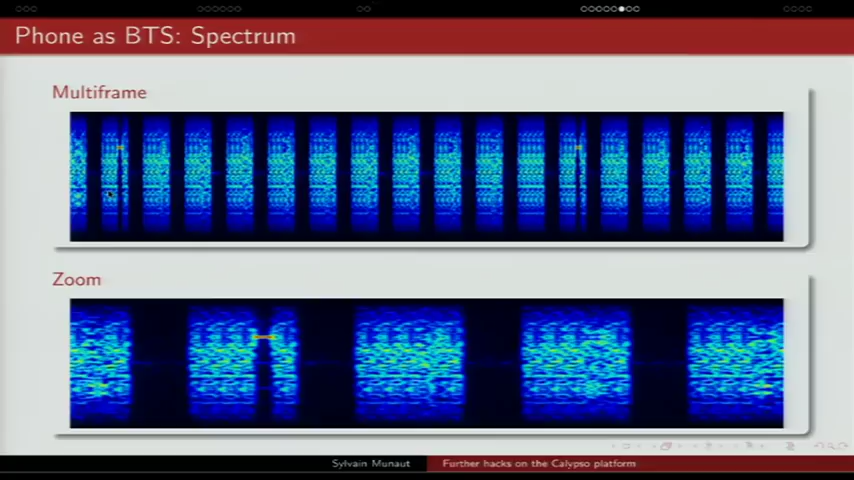 Phone as BTS: Spectrum
Multiframe
Zoom
Sylvain Munaut
Further hacks on the Calypso platform